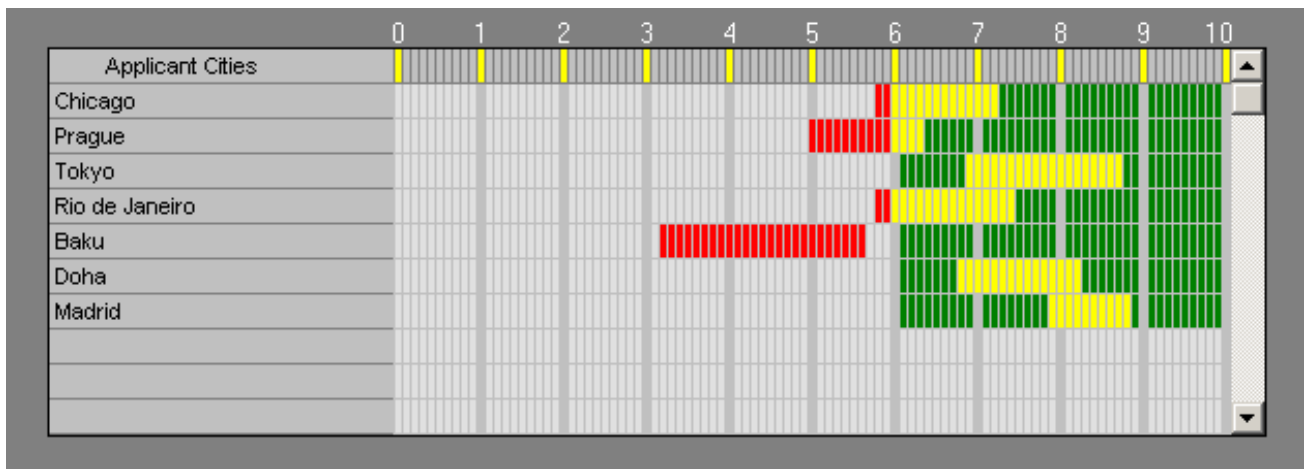 0 1 2 3 4 5 6 7 8 9 10
Applicant Cities
Chicago
Prague
Tokyo
Rio de Janeiro
Baku
Doha
Madrid